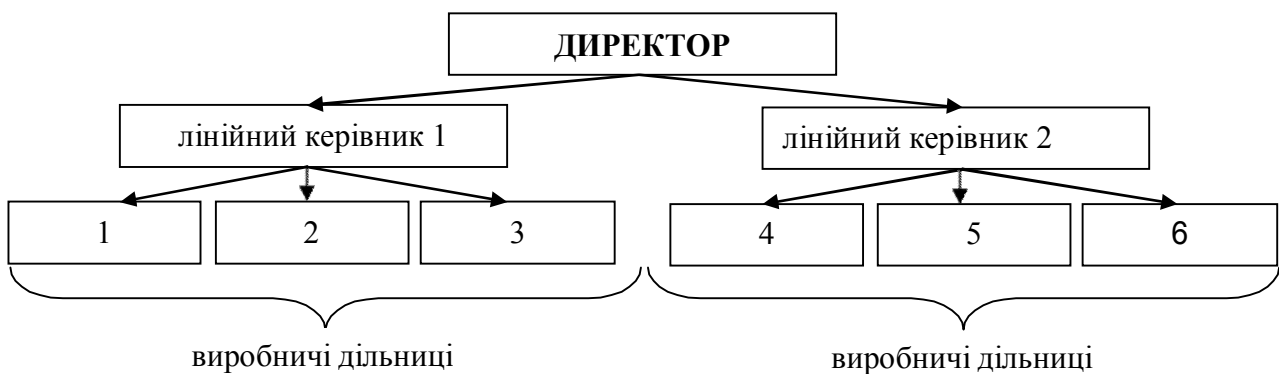 ДИРЕКТОР
лінійний керівник 1
лінійний керівник 2
1
2
3
4
5
6
виробничі дільниці
виробничі дільниці